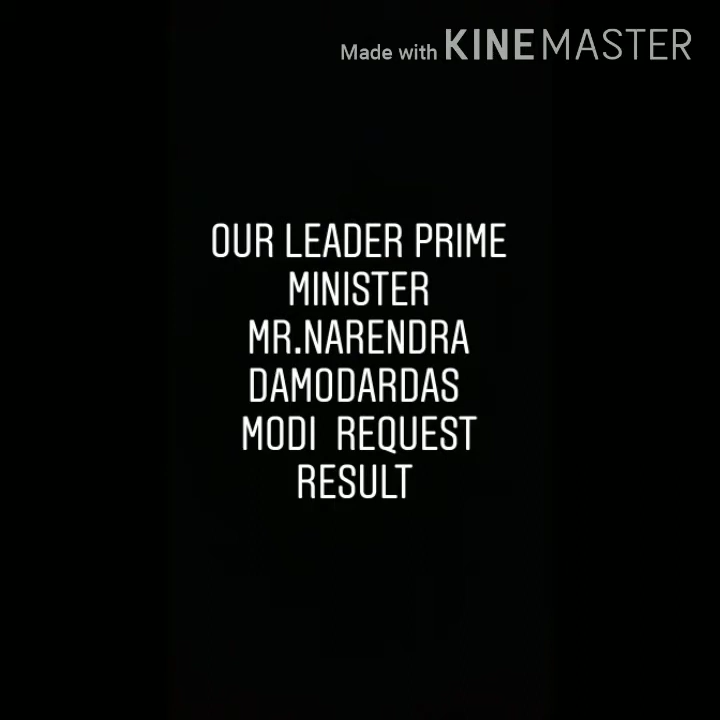 Made with KINEMASTER
OUR LEADER PRIME
MINISTER
MR.NARENDRA
DAMODARDAS
MODI REQUEST
RESULT